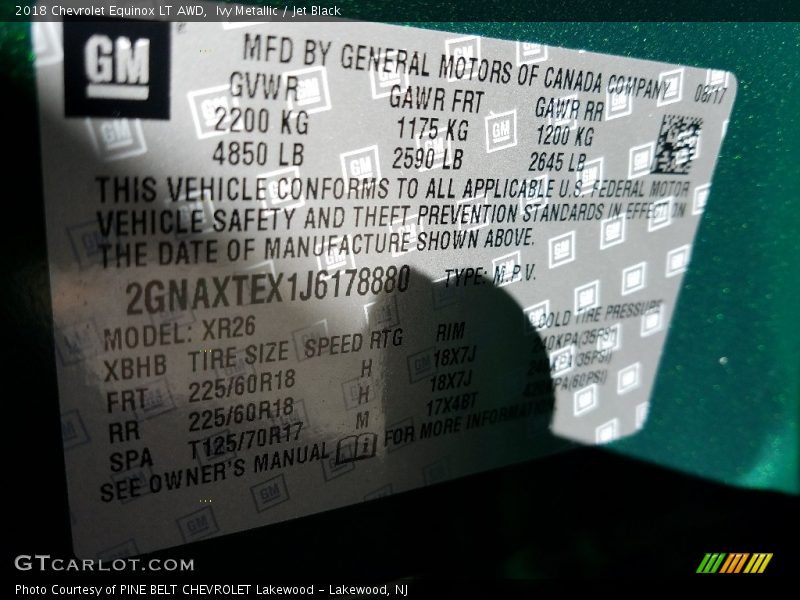 2018 Chevrolet Equinox LT AWD, Ivy Metallic / Jet Black
GM
MFD BY GENERAL MOTORS OF CANADA COMPANY 08/17
GVWR GAWR FRT GAWR RR
2200 KG 1175 KG 1200 KG
4850 LB 2590 LB 2645 LB
THIS VEHICLE CONFORMS TO ALL APPLICABLE U.S. FEDERAL MOTOR
VEHICLE SAFETY AND THEFT PREVENTION STANDARDS IN EFFECTION
THE DATE OF MANUFACTURE SHOWN ABOVE.
2GNAXTEX1J6178880 TYPE: M.P.V.
MODEL: XR26
XBHB TIRE SIZE SPEED RTG RIM COLD TIRE PRESSURE
FRT 225/60R18 H 18X7J 240KPA(35PSI)
RR 225/60R18 H 18X7J 240KPA(35PSI)
SPA T125/70R17 M 17X4BT 420KPA(60PSI)
SEE OWNER'S MANUAL FOR MORE INFORMATION
GTCARLOT.COM
Photo Courtesy of PINE BELT CHEVROLET Lakewood - Lakewood, NJ